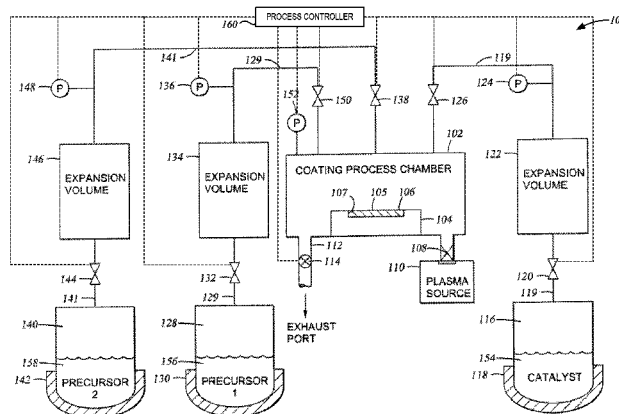 PROCESS CONTROLLER
160
10
141
129
119
148
P
136
P
152
P
150
138
126
124
P
102
146
EXPANSION VOLUME
134
EXPANSION VOLUME
COATING PROCESS CHAMBER
122
EXPANSION VOLUME
107
105
106
104
112
108
114
110
PLASMA SOURCE
144
132
120
141
129
119
EXHAUST PORT
140
128
116
158
156
154
142
PRECURSOR 2
130
PRECURSOR 1
118
CATALYST